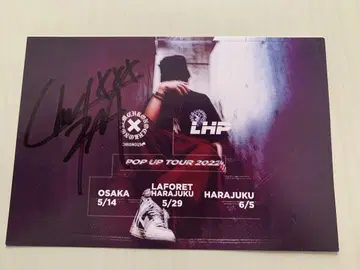 LHP
POP UP TOUR 2022
OSAKA
5/14
LAFORET
HARAJUKU
5/29
HARAJUKU
6/5